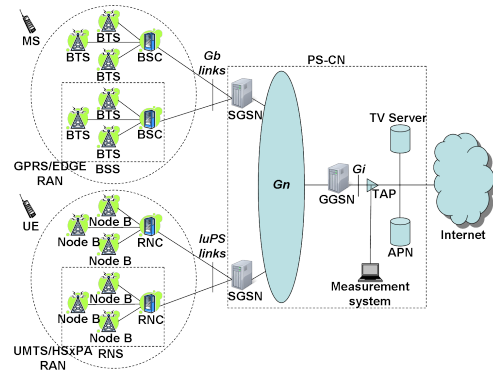 MS
BTS
BTS
BTS
BSC
Gb
links
PS-CN
SGSN
BTS
BTS
BTS
BSC
BSS
GPRS/EDGE
RAN
TV Server
Gn
GGSN
Gi
TAP
APN
Internet
UE
Node B
Node B
Node B
RNC
IuPS
links
SGSN
Measurement
system
Node B
Node B
Node B
RNC
RNS
UMTS/HSxPA
RAN